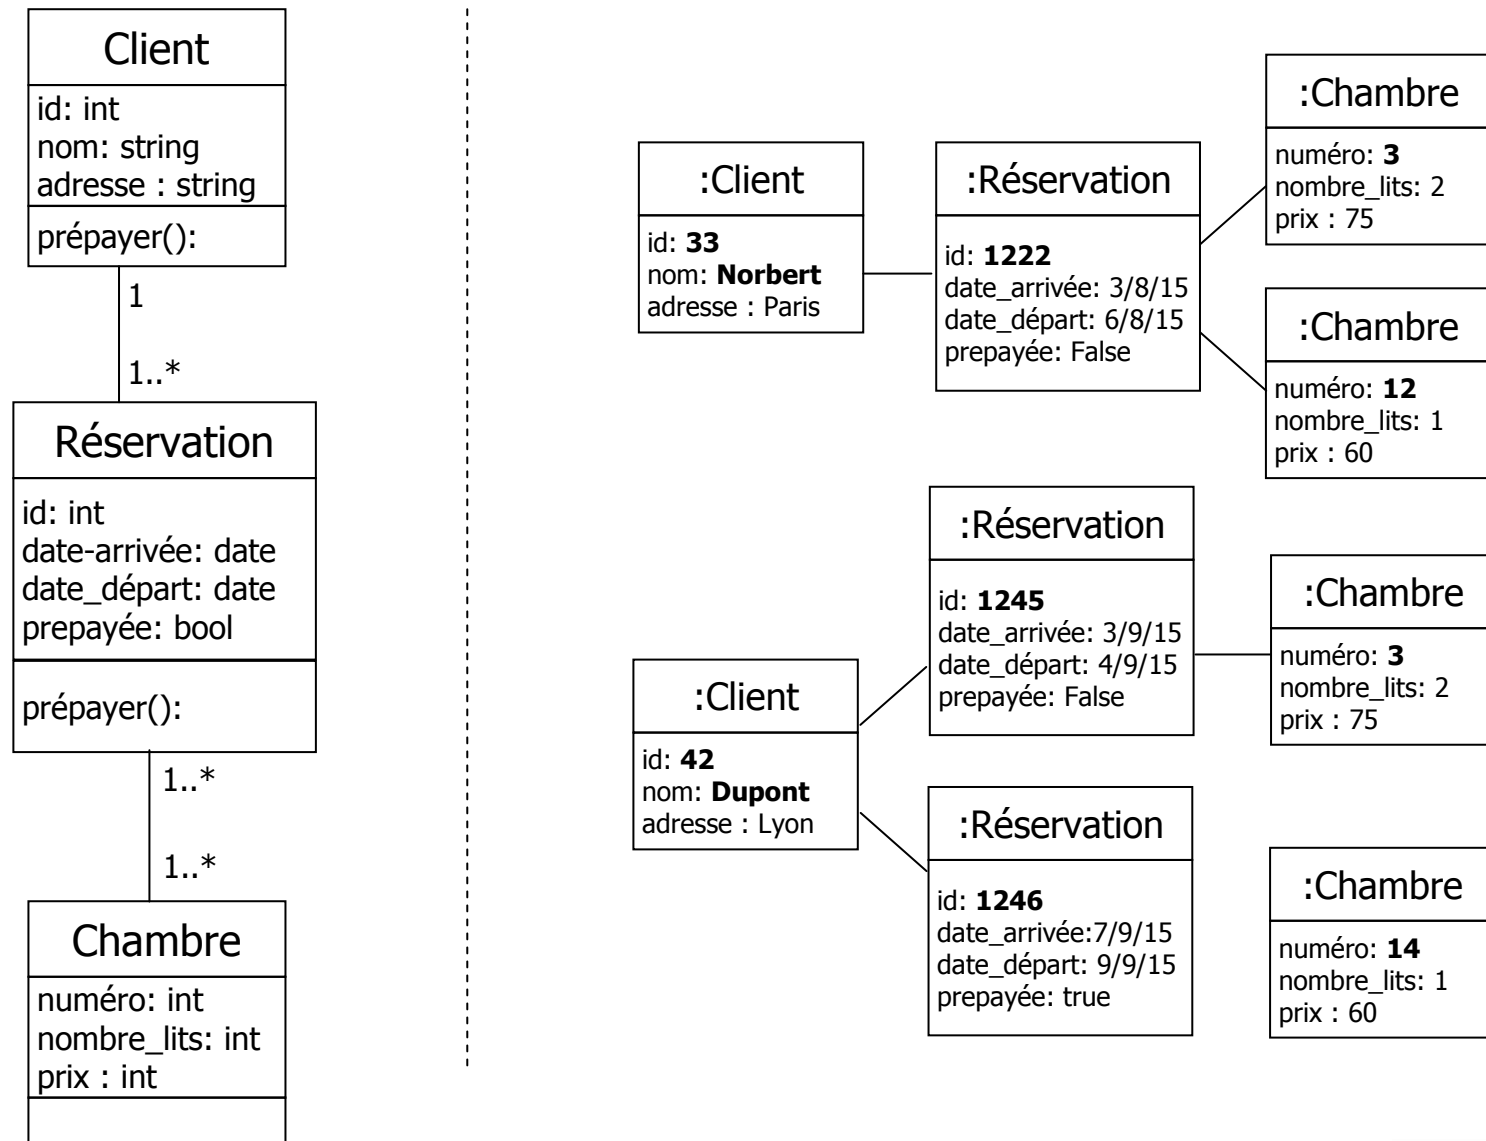 Client
id: int
nom: string
adresse : string
prépayer():
1
1..*
Réservation
id: int
date-arrivée: date
date_départ: date
prepayée: bool
prépayer():
1..*
1..*
Chambre
numéro: int
nombre_lits: int
prix : int
:Client
id: 33
nom: Norbert
adresse : Paris
:Réservation
id: 1222
date_arrivée: 3/8/15
date_départ: 6/8/15
prepayée: False
:Chambre
numéro: 3
nombre_lits: 2
prix : 75
:Chambre
numéro: 12
nombre_lits: 1
prix : 60
:Client
id: 42
nom: Dupont
adresse : Lyon
:Réservation
id: 1245
date_arrivée: 3/9/15
date_départ: 4/9/15
prepayée: False
:Chambre
numéro: 3
nombre_lits: 2
prix : 75
:Réservation
id: 1246
date_arrivée:7/9/15
date_départ: 9/9/15
prepayée: true
:Chambre
numéro: 14
nombre_lits: 1
prix : 60